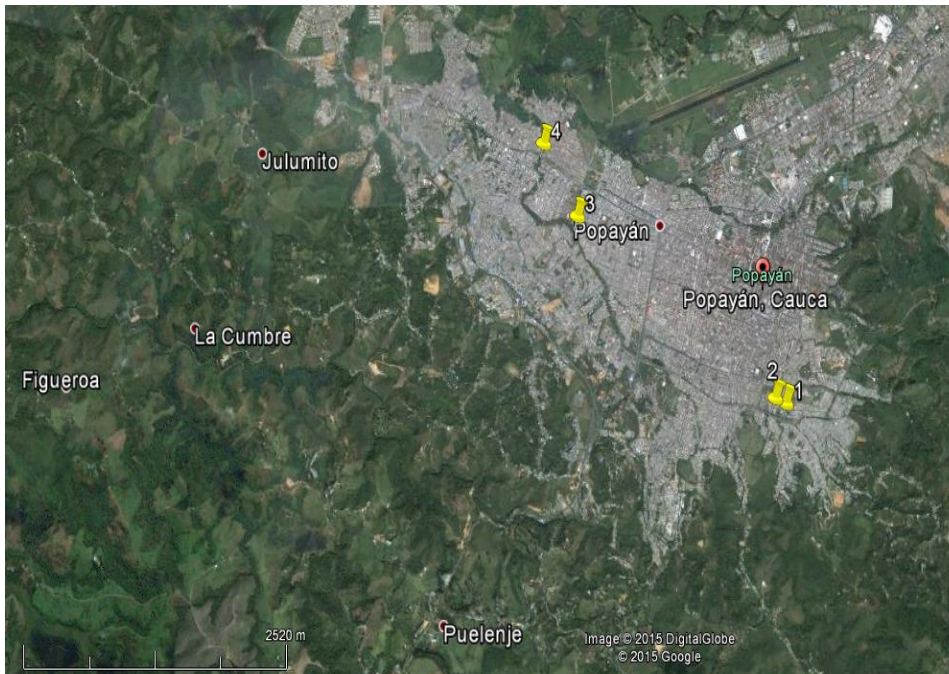 4
Julumito
3
Popayán
Popayán
Popayán, Cauca
La Cumbre
Figueroa
2
1
2520 m
Puelenje
Image © 2015 DigitalGlobe
© 2015 Google